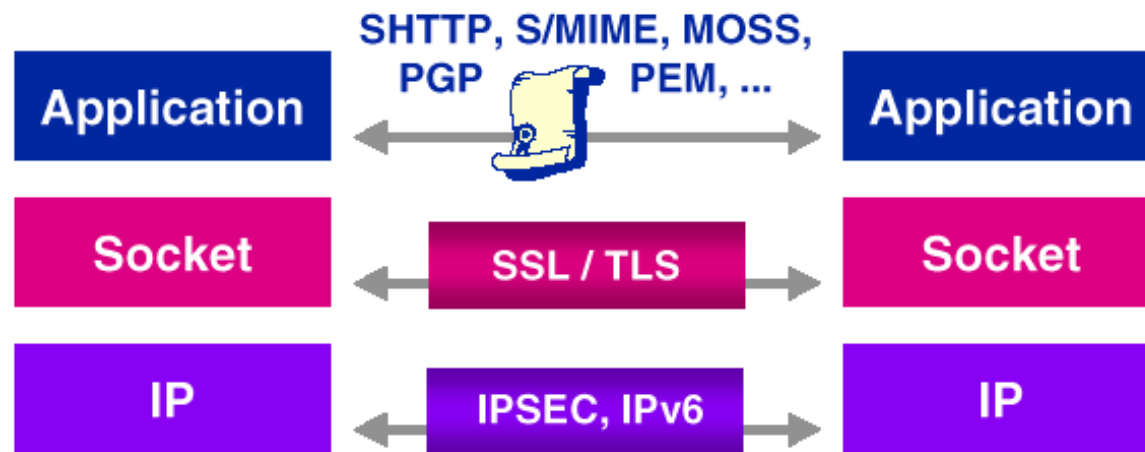 SHTTP, S/MIME, MOSS,
PGP PEM, ...
Application Application
Socket SSL / TLS Socket
IP IPSEC, IPv6 IP